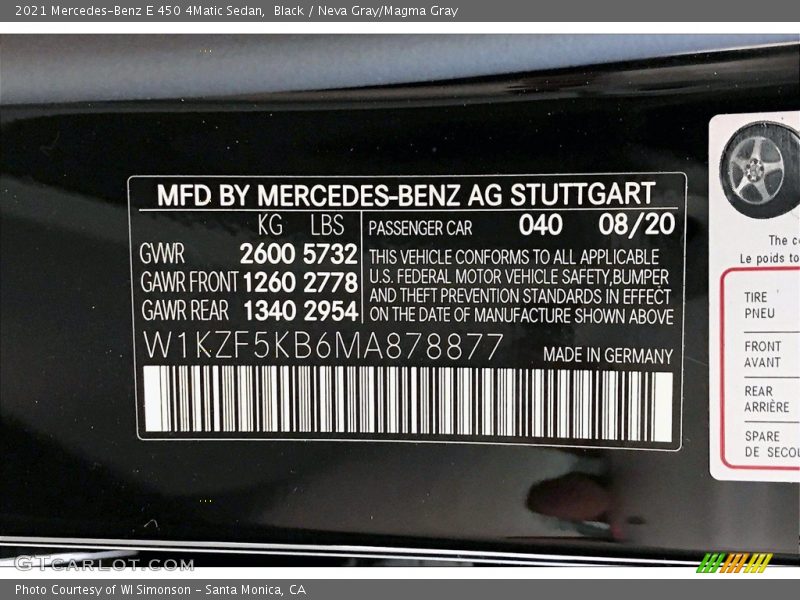 2021 Mercedes-Benz E 450 4Matic Sedan, Black / Neva Gray/Magma Gray
MFD BY MERCEDES-BENZ AG STUTTGART
KG LBS
GVWR 2600 5732
GAWR FRONT 1260 2778
GAWR REAR 1340 2954
PASSENGER CAR 040 08/20
THIS VEHICLE CONFORMS TO ALL APPLICABLE
U.S. FEDERAL MOTOR VEHICLE SAFETY,BUMPER
AND THEFT PREVENTION STANDARDS IN EFFECT
ON THE DATE OF MANUFACTURE SHOWN ABOVE
W1KZF5KB6MA878877
MADE IN GERMANY
The
Le poids
TIRE
PNEU
FRONT
AVANT
REAR
ARRIÈRE
SPARE
DE
GTCARLOT.COM
Photo Courtesy of WI Simonson - Santa Monica, CA